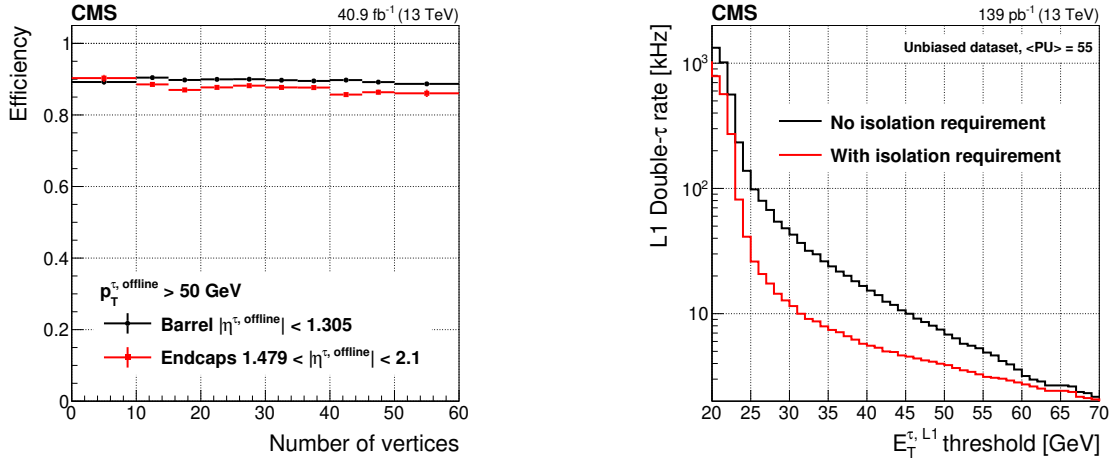 CMS 40.9 fb⁻¹ (13 TeV)
Efficiency
1
0.8
0.6
0.4
0.2
0
p_T^{τ, offline} > 50 GeV
Barrel |η^{τ, offline}| < 1.305
Endcaps 1.479 < |η^{τ, offline}| < 2.1
0 10 20 30 40 50 60
Number of vertices
CMS 139 pb⁻¹ (13 TeV)
L1 Double-τ rate [kHz]
Unbiased dataset, <PU> = 55
10³
No isolation requirement
With isolation requirement
10²
10
20 25 30 35 40 45 50 55 60 65 70
E_T^{τ, L1} threshold [GeV]